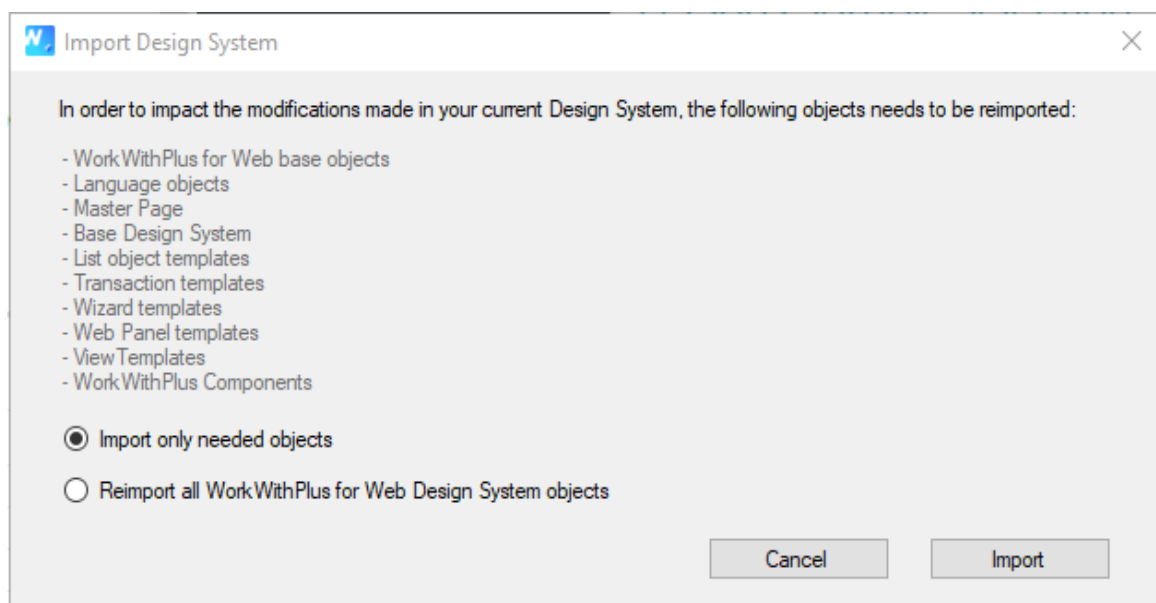 Import Design System
In order to impact the modifications made in your current Design System, the following objects needs to be reimported:
- WorkWithPlus for Web base objects
- Language objects
- Master Page
- Base Design System
- List object templates
- Transaction templates
- Wizard templates
- Web Panel templates
- View Templates
- WorkWithPlus Components
Import only needed objects
Reimport all WorkWithPlus for Web Design System objects
Cancel
Import